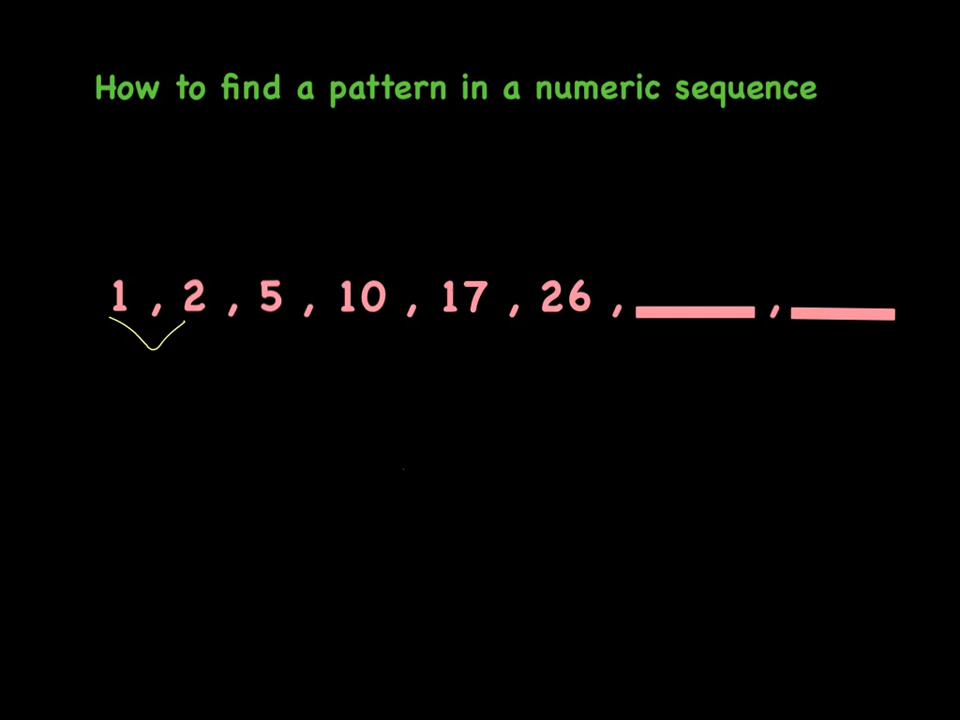 How to find a pattern in a numeric sequence
1 , 2 , 5 , 10 , 17 , 26 , ____ , ____